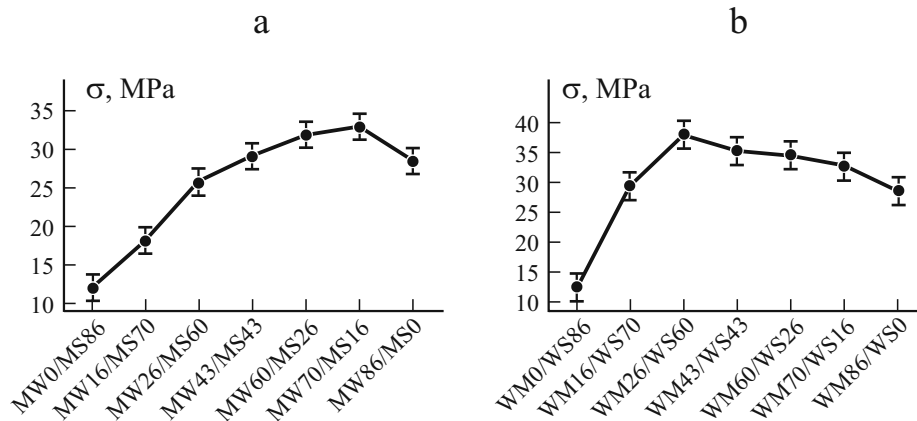 a
σ, MPa
35
30
25
20
15
10
MW0/MS86
MW16/MS70
MW26/MS60
MW43/MS43
MW60/MS26
MW70/MS16
MW86/MS0
b
σ, MPa
40
35
30
25
20
15
10
WM0/WS86
WM16/WS70
WM26/WS60
WM43/WS43
WM60/WS26
WM70/WS16
WM86/WS0